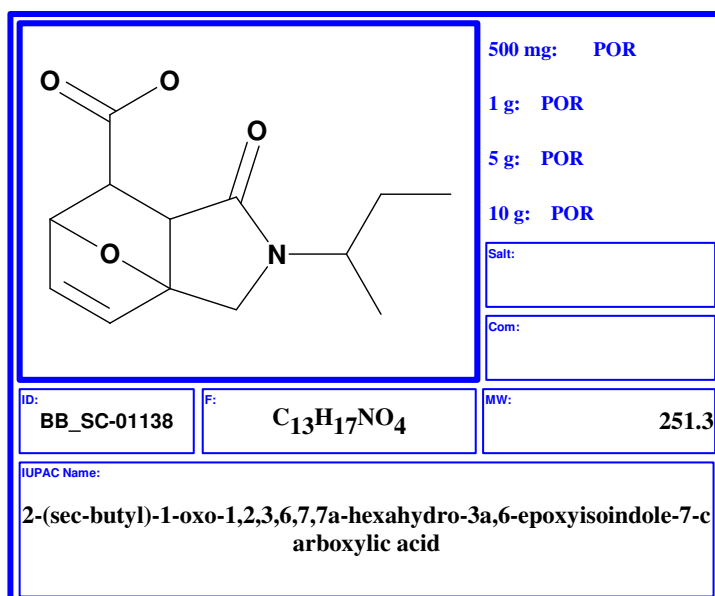 O O
O
O
N
500 mg: POR
1 g: POR
5 g: POR
10 g: POR
Salt:
Com:
ID:
BB_SC-01138
F:
C13H17NO4
MW:
251.3
IUPAC Name:
2-(sec-butyl)-1-oxo-1,2,3,6,7,7a-hexahydro-3a,6-epoxyisoindole-7-c
arboxylic acid